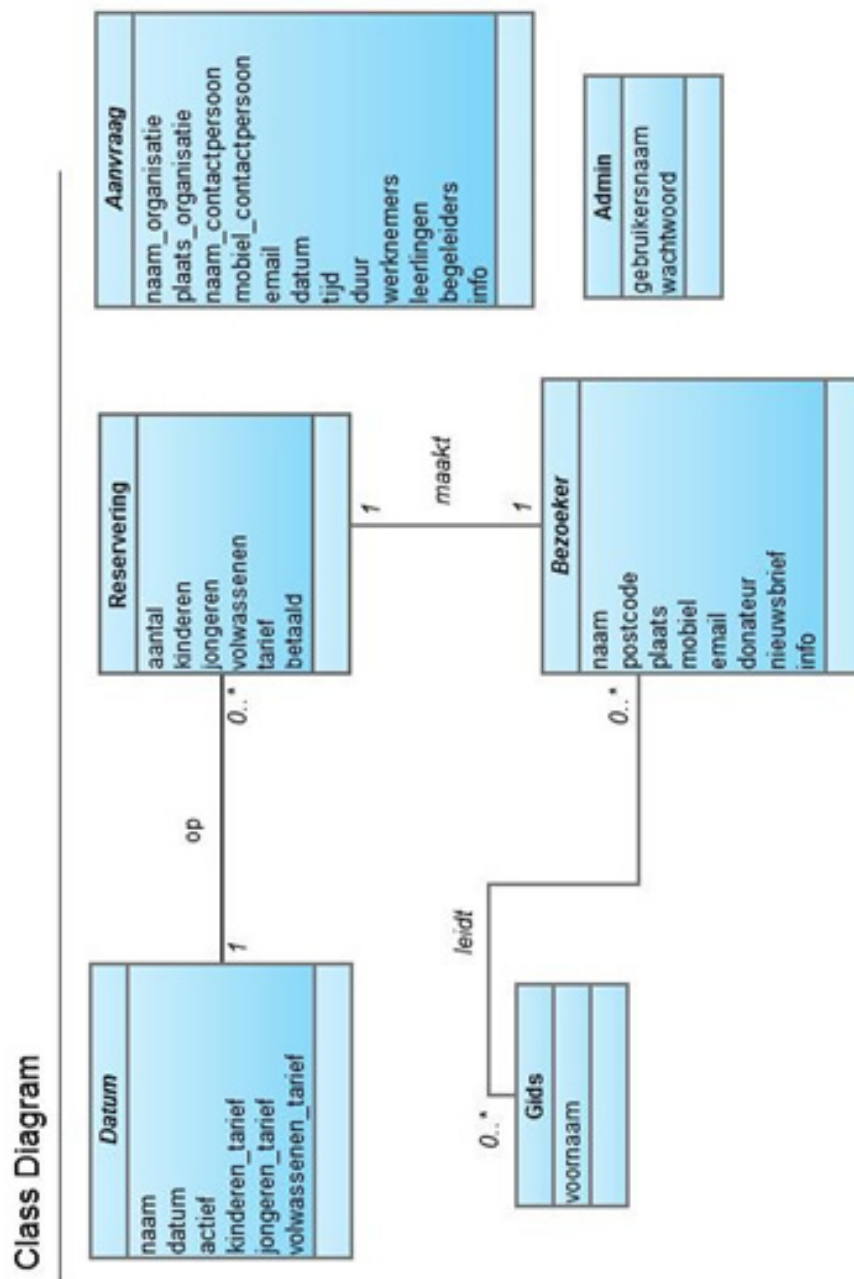 Class Diagram
Datum
naam
datum
actief
kinderen_tarief
jongeren_tarief
volwassenen_tarief
1
op
0..*
Reservering
aantal
kinderen
jongeren
volwassenen
tarief
betaald
Aanvraag
naam_organisatie
plaats_organisatie
naam_contactpersoon
mobiel_contactpersoon
email
datum
tijd
duur
werknemers
leerlingen
begeleiders
info
1
maakt
1
Gids
voornaam
0..*
leidt
0..*
Bezoeker
naam
postcode
plaats
mobiel
email
donateur
nieuwsbrief
info
Admin
gebruikersnaam
wachtwoord